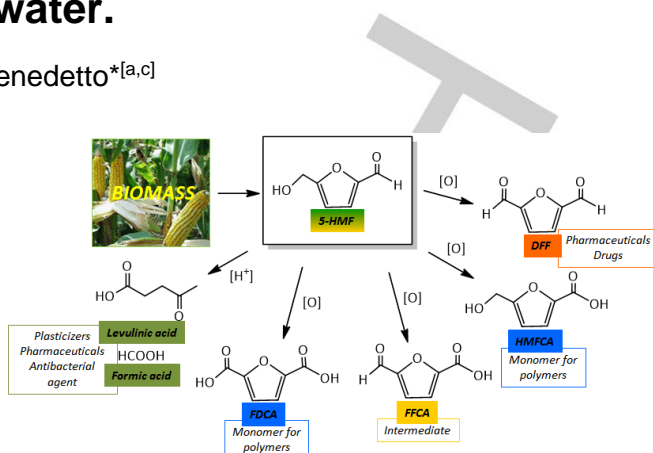 water.
enedetto*[a,c]
BIOMASS
HO
O
O
H
5-HMF
[O]
O
H
O
O
H
DFF
Pharmaceuticals
Drugs
[O]
HO
O
O
OH
HMFCA
Monomer for
polymers
[H+]
O
HO
O
Levulinic acid
HCOOH
Formic acid
Plasticizers
Pharmaceuticals
Antibacterial
agent
[O]
O
HO
O
O
OH
FDCA
Monomer for
polymers
[O]
O
H
O
O
OH
FFCA
Intermediate